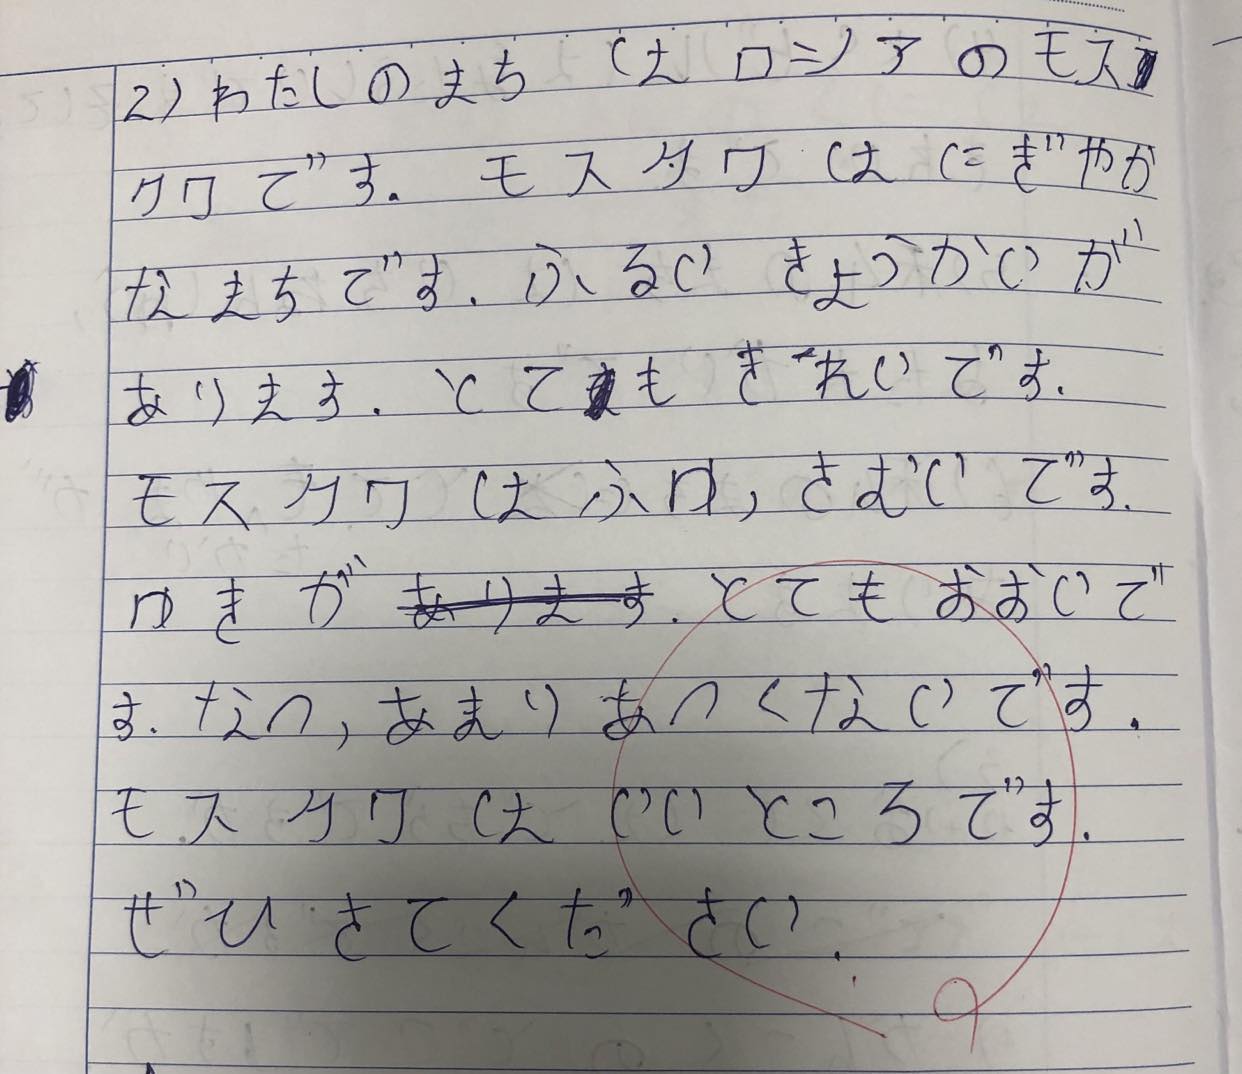 2) わたしのまち はロシアのモス
クワです. モスクワ はにぎやか
なまちです. ふるい きょうかいが
あります. とても きれいです.
モスクワ はふゆ, さむい です.
ゆきが あります. とてもおおいで
す. なつ, あまり あつくないです.
モスクワ は いい ところです.
ぜひ きてください.